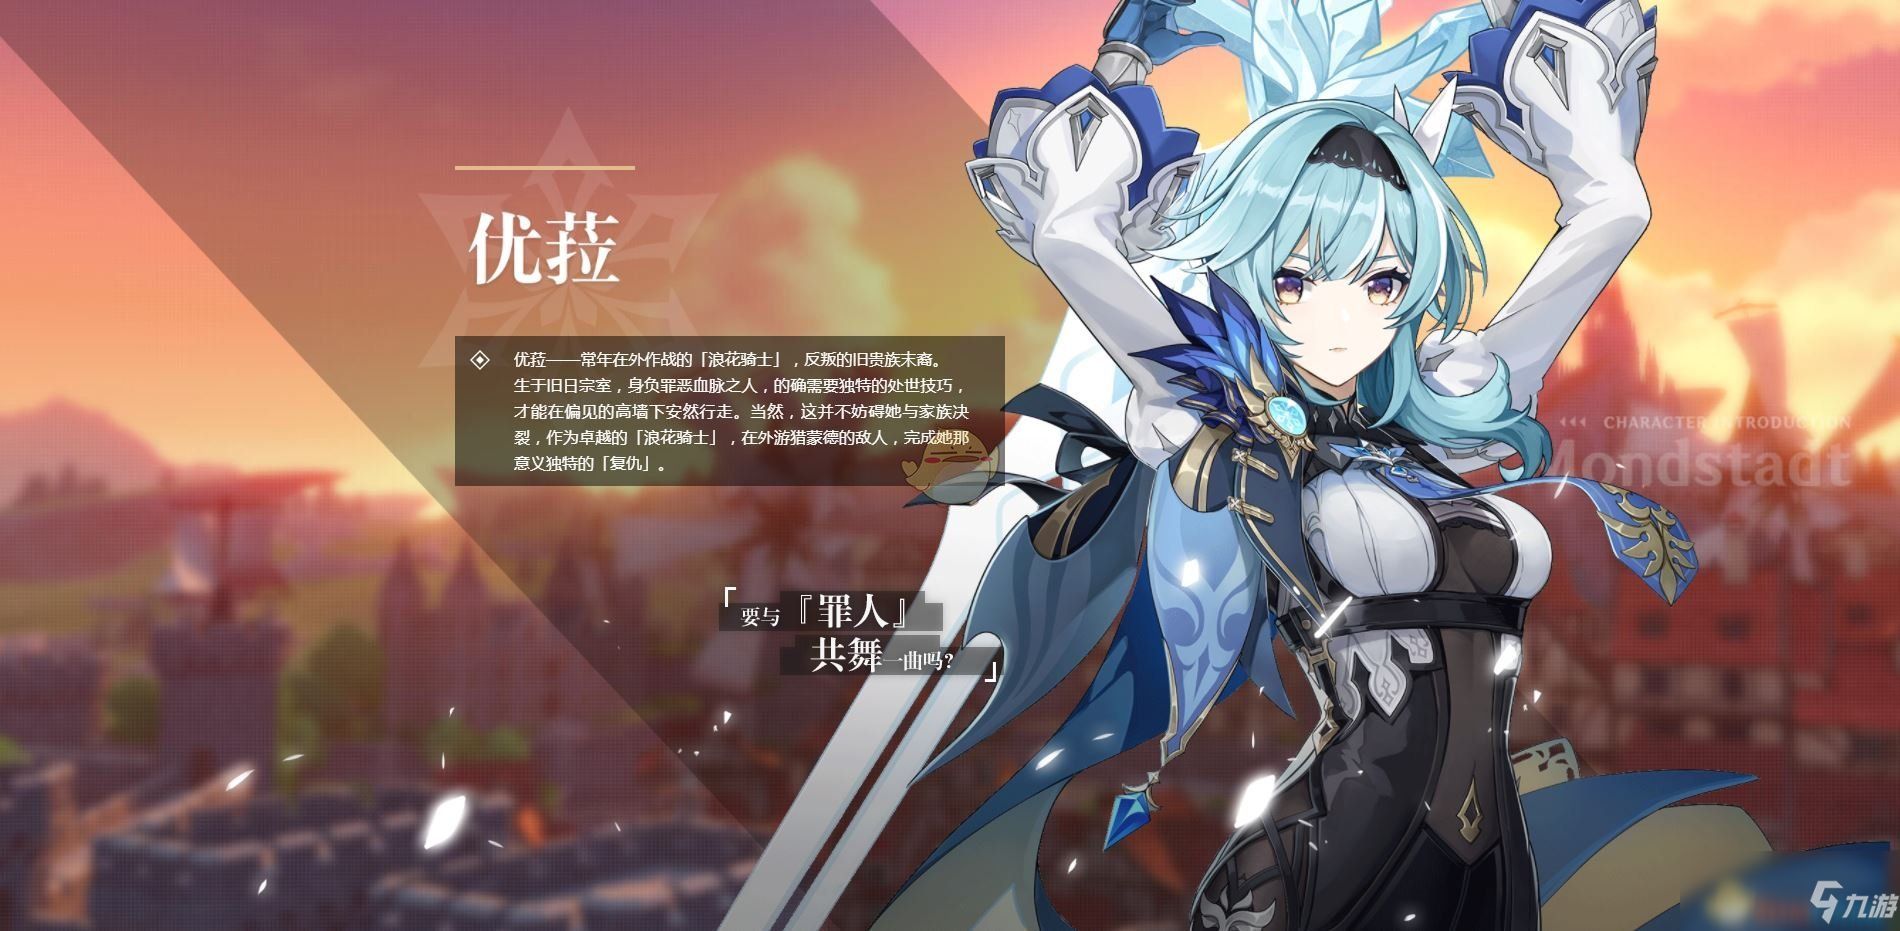 优菈
优菈——常年在外作战的「浪花骑士」，反叛的旧贵族末裔。
生于旧日宗室，身负罪恶血脉之人，的确需要独特的处世技巧，
才能在偏见的高墙下安然行走。当然，这并不妨碍她与家族决
裂，作为卓越的「浪花骑士」，在外游猎蒙德的敌人，完成她那
意义独特的「复仇」。
「要与『罪人』
共舞一曲吗?」
CHARACTER INTRODUCTION
Mondstadt
九游